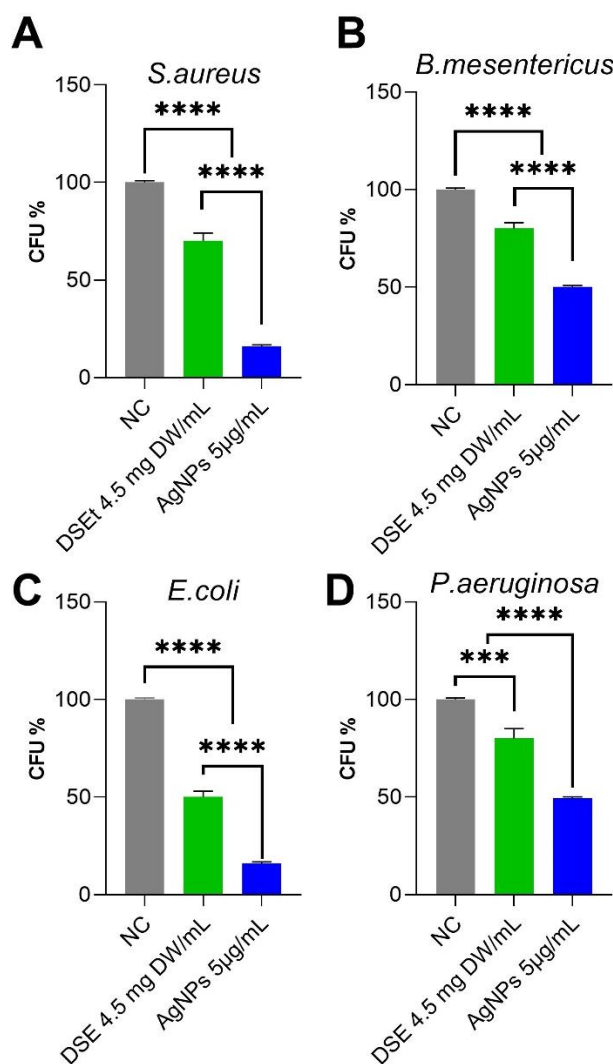 A
S.aureus
CFU %
150
100
50
0
****
****
NC
DSEt 4.5 mg DW/mL
AgNPs 5µg/mL
B
B.mesentericus
CFU %
150
100
50
0
****
****
NC
DSE 4.5 mg DW/mL
AgNPs 5µg/mL
C
E.coli
CFU %
150
100
50
0
****
****
NC
DSE 4.5 mg DW/mL
AgNPs 5µg/mL
D
P.aeruginosa
CFU %
150
100
50
0
****
***
NC
DSE 4.5 mg DW/mL
AgNPs 5µg/mL